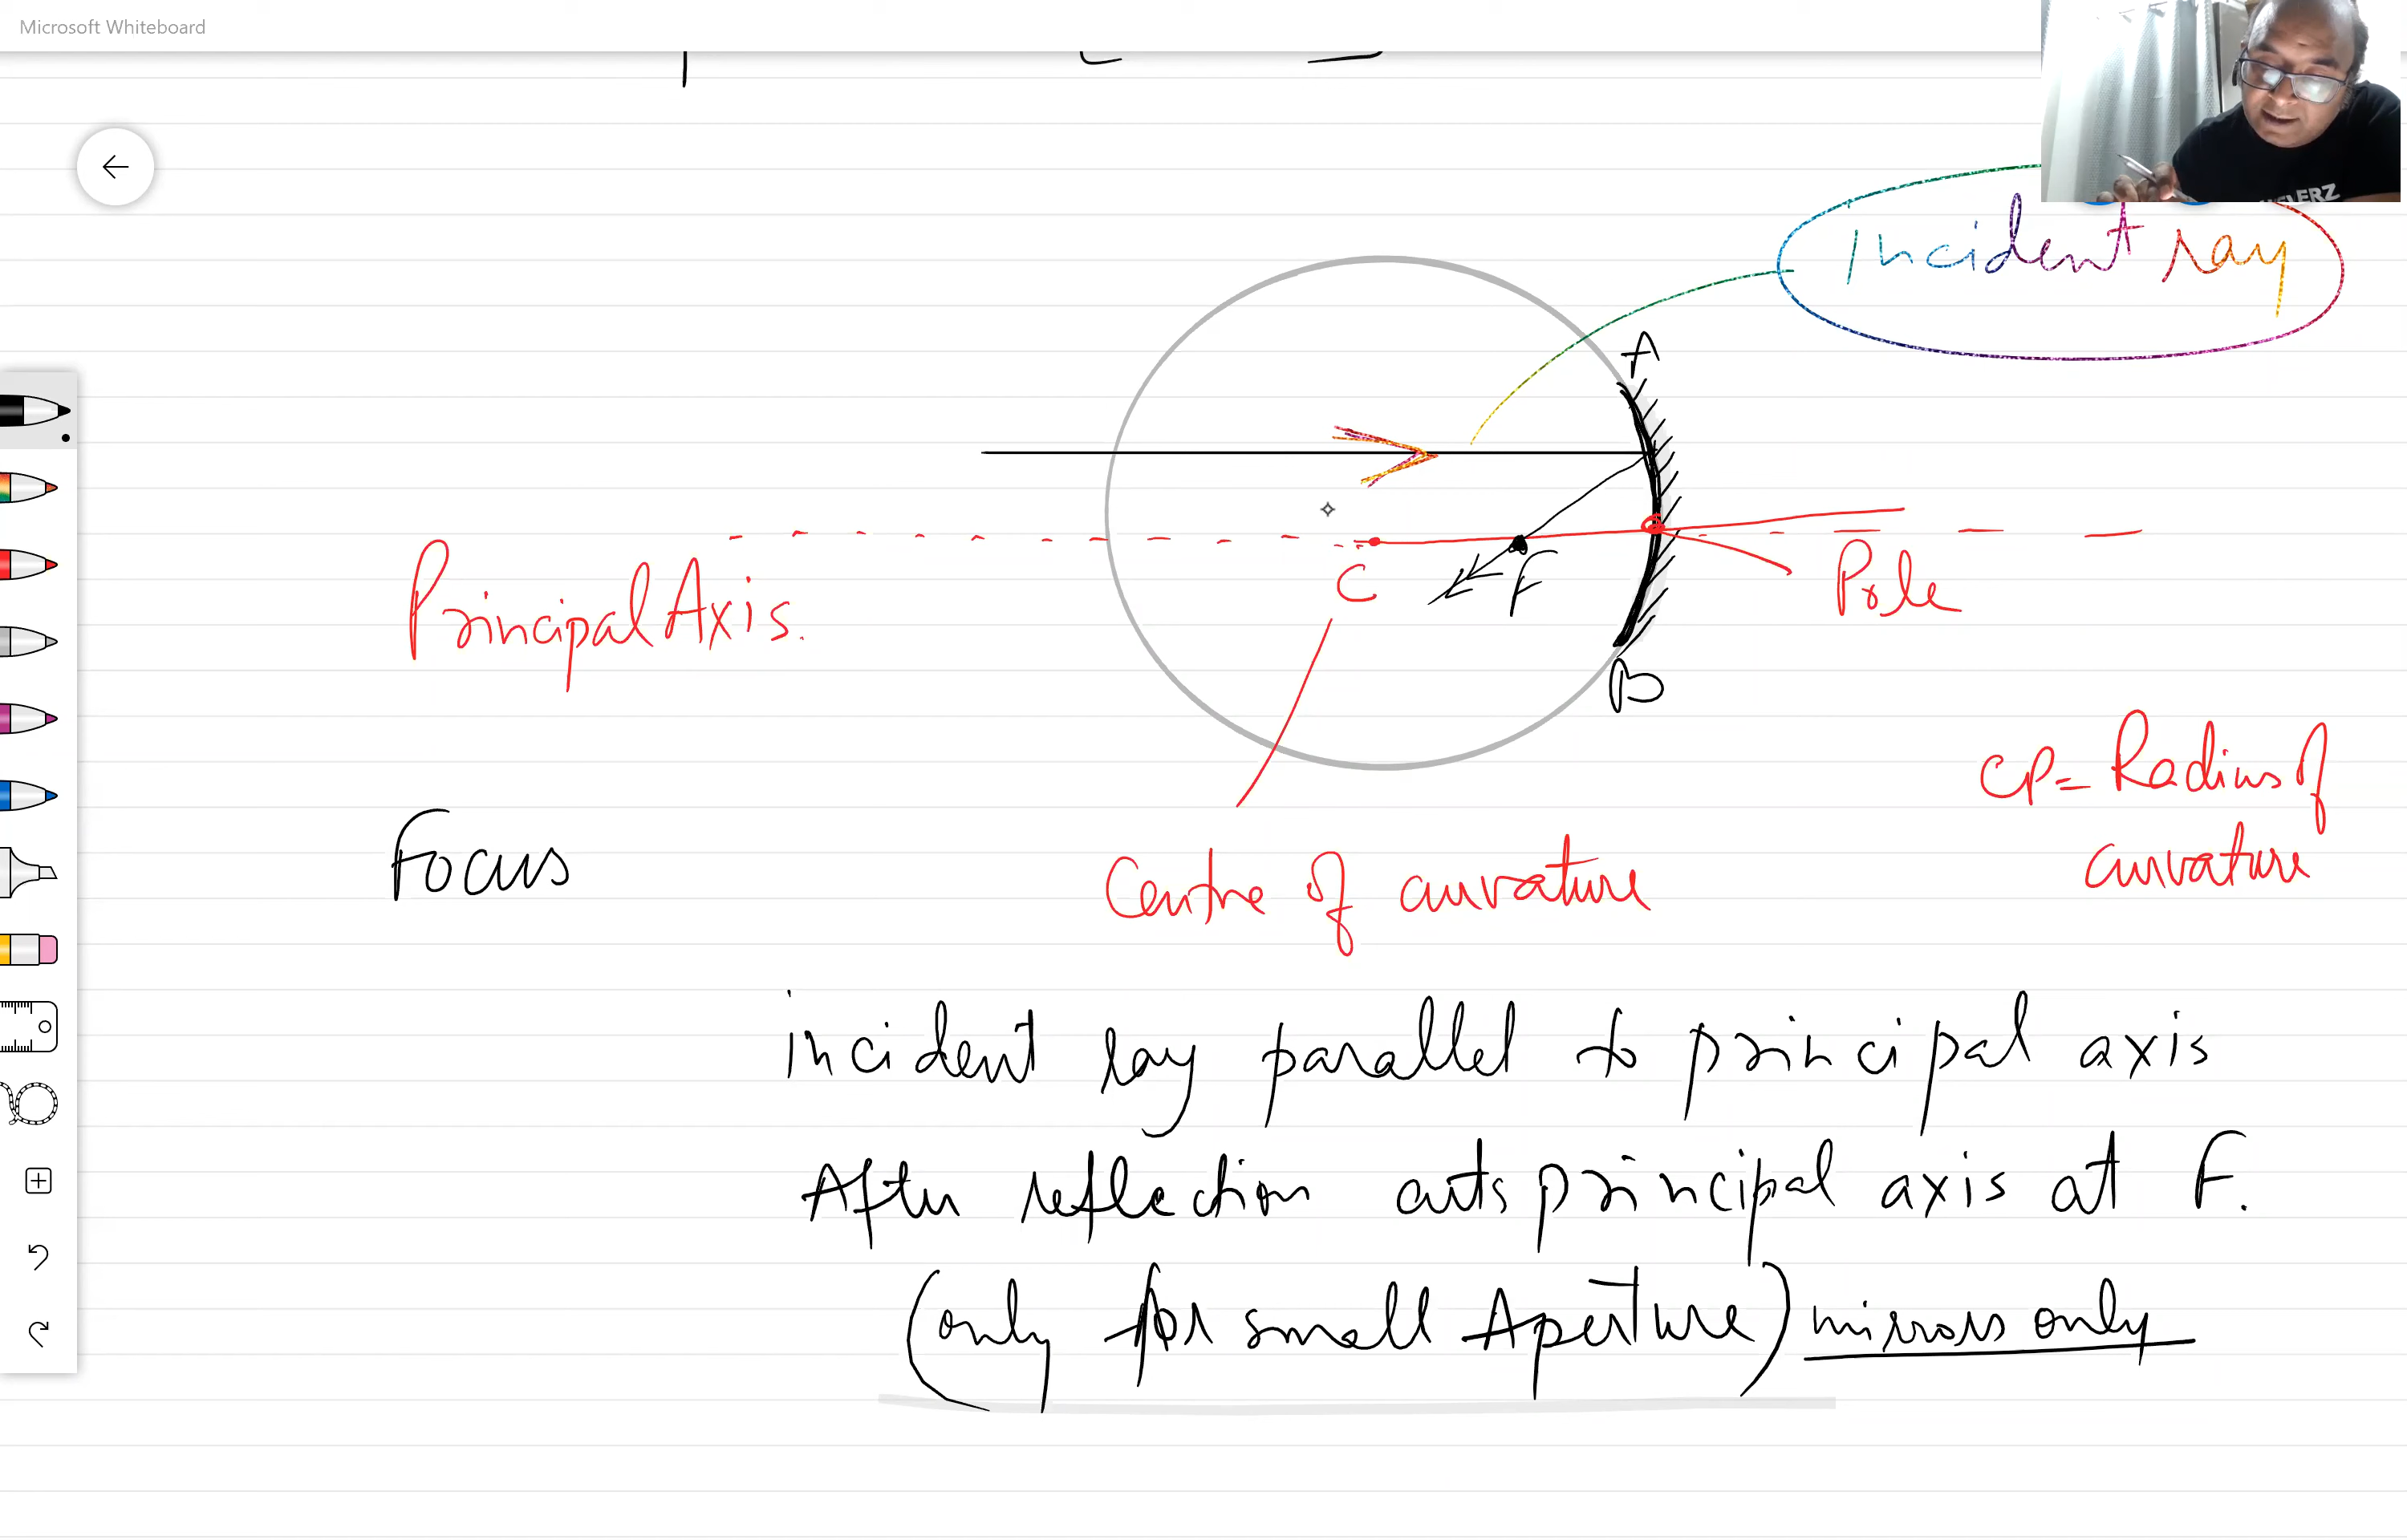 Microsoft Whiteboard
Incident ray
A
C
F
Pole
Principal Axis.
B
CP = Radius of
curvature
Focus
Centre of curvature
incident ray parallel to principal axis
After reflection cuts principal axis at F.
(only for small Aperture) mirrors only